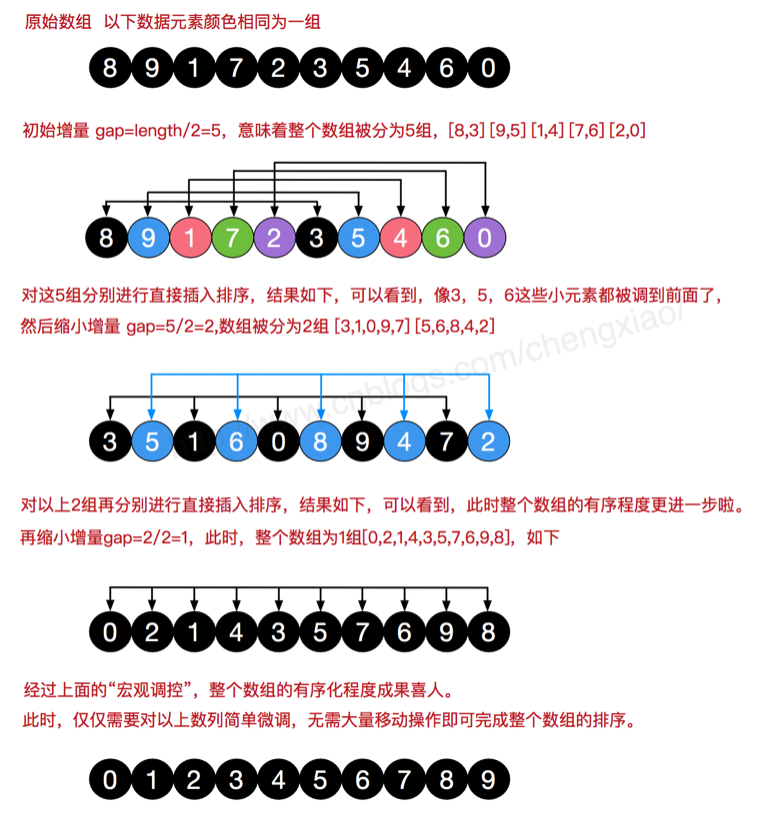 原始数组 以下数据元素颜色相同为一组
8 9 1 7 2 3 5 4 6 0
初始增量 gap=length/2=5，意味着整个数组被分为5组，[8,3][9,5][1,4][7,6][2,0]
8 9 1 7 2 3 5 4 6 0
对这5组分别进行直接插入排序，结果如下，可以看到，像3，5，6这些小元素都被调到前面了，
然后缩小增量 gap=5/2=2,数组被分为2组 [3,1,0,9,7][5,6,8,4,2]
www.cnblogs.com/chengxiao/
3 5 1 6 0 8 9 4 7 2
对以上2组再分别进行直接插入排序，结果如下，可以看到，此时整个数组的有序程度更进一步啦。
再缩小增量gap=2/2=1，此时，整个数组为1组[0,2,1,4,3,5,7,6,9,8]，如下
0 2 1 4 3 5 7 6 9 8
经过上面的“宏观调控”，整个数组的有序化程度成果喜人。
此时，仅仅需要对以上数列简单微调，无需大量移动操作即可完成整个数组的排序。
0 1 2 3 4 5 6 7 8 9